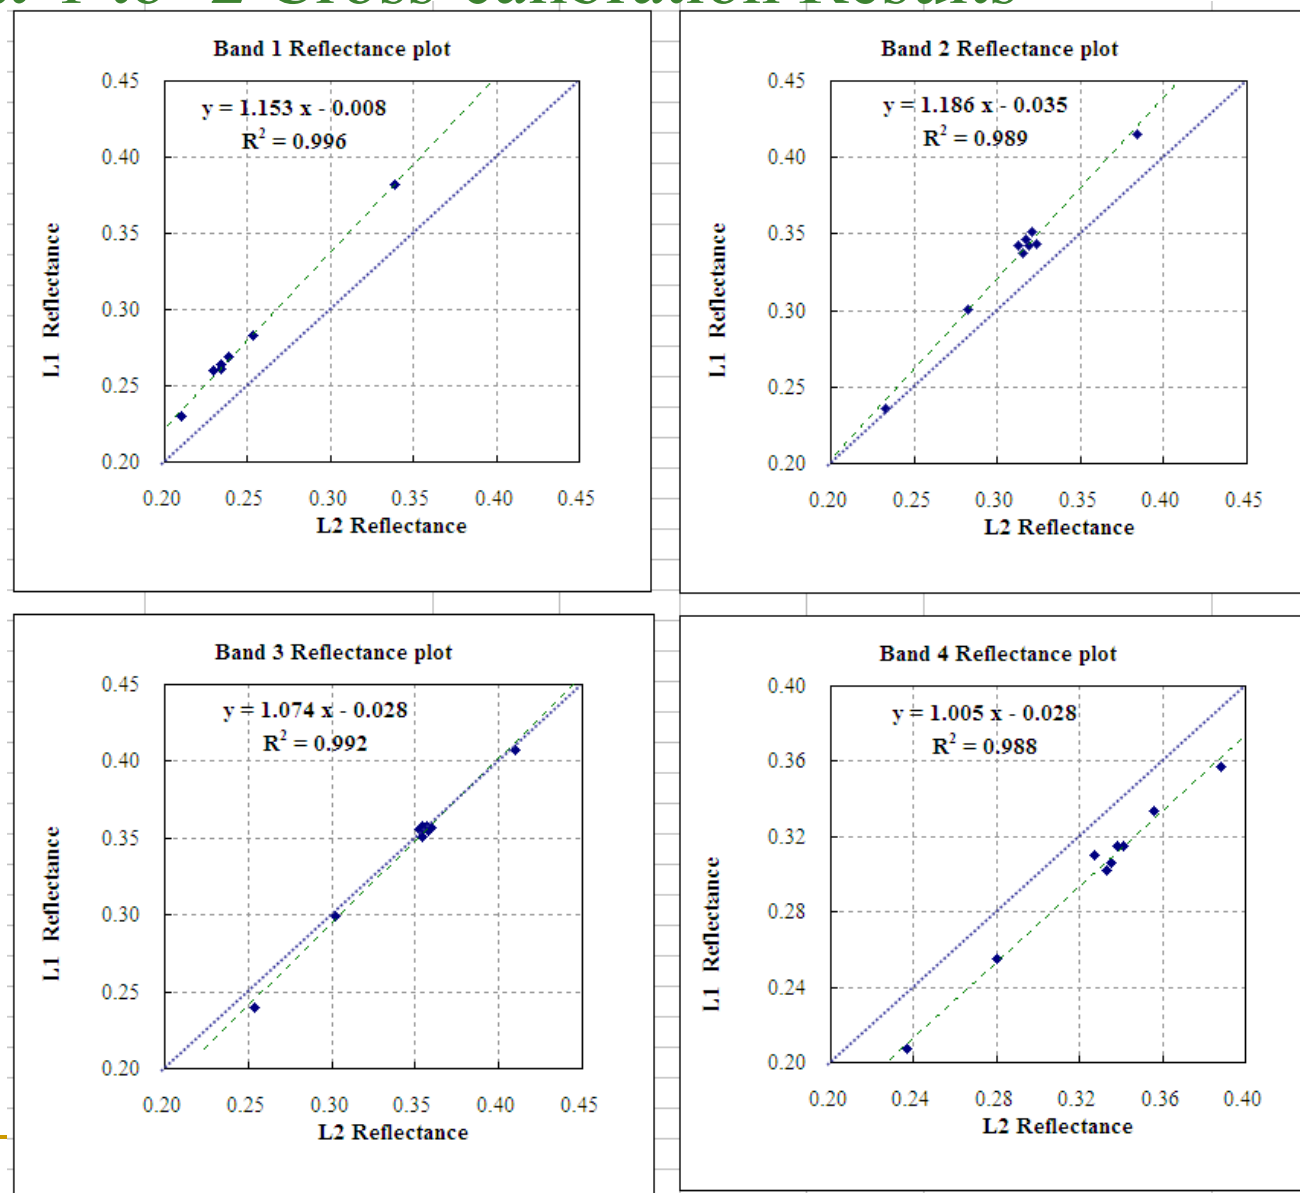 Cross-calibration Results
Band 1 Reflectance plot
y = 1.153 x - 0.008
R² = 0.996
0.45
0.40
0.35
0.30
0.25
0.20
L1 Reflectance
0.20 0.25 0.30 0.35 0.40 0.45
L2 Reflectance
Band 2 Reflectance plot
y = 1.186 x - 0.035
R² = 0.989
0.45
0.40
0.35
0.30
0.25
0.20
L1 Reflectance
0.20 0.25 0.30 0.35 0.40 0.45
L2 Reflectance
Band 3 Reflectance plot
y = 1.074 x - 0.028
R² = 0.992
0.45
0.40
0.35
0.30
0.25
0.20
L1 Reflectance
0.20 0.25 0.30 0.35 0.40 0.45
L2 Reflectance
Band 4 Reflectance plot
y = 1.005 x - 0.028
R² = 0.988
0.40
0.36
0.32
0.28
0.24
0.20
L1 Reflectance
0.20 0.24 0.28 0.32 0.36 0.40
L2 Reflectance